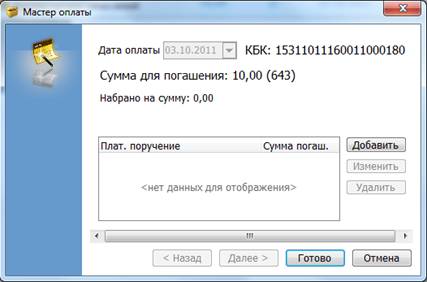 Мастер оплаты
Дата оплаты 03.10.2011 КБК: 15311011160011000180
Сумма для погашения: 10,00 (643)
Набрано на сумму: 0,00
Плат. поручение Сумма погаш. Добавить
Изменить
<нет данных для отображения> Удалить
< Назад Далее > Готово Отмена